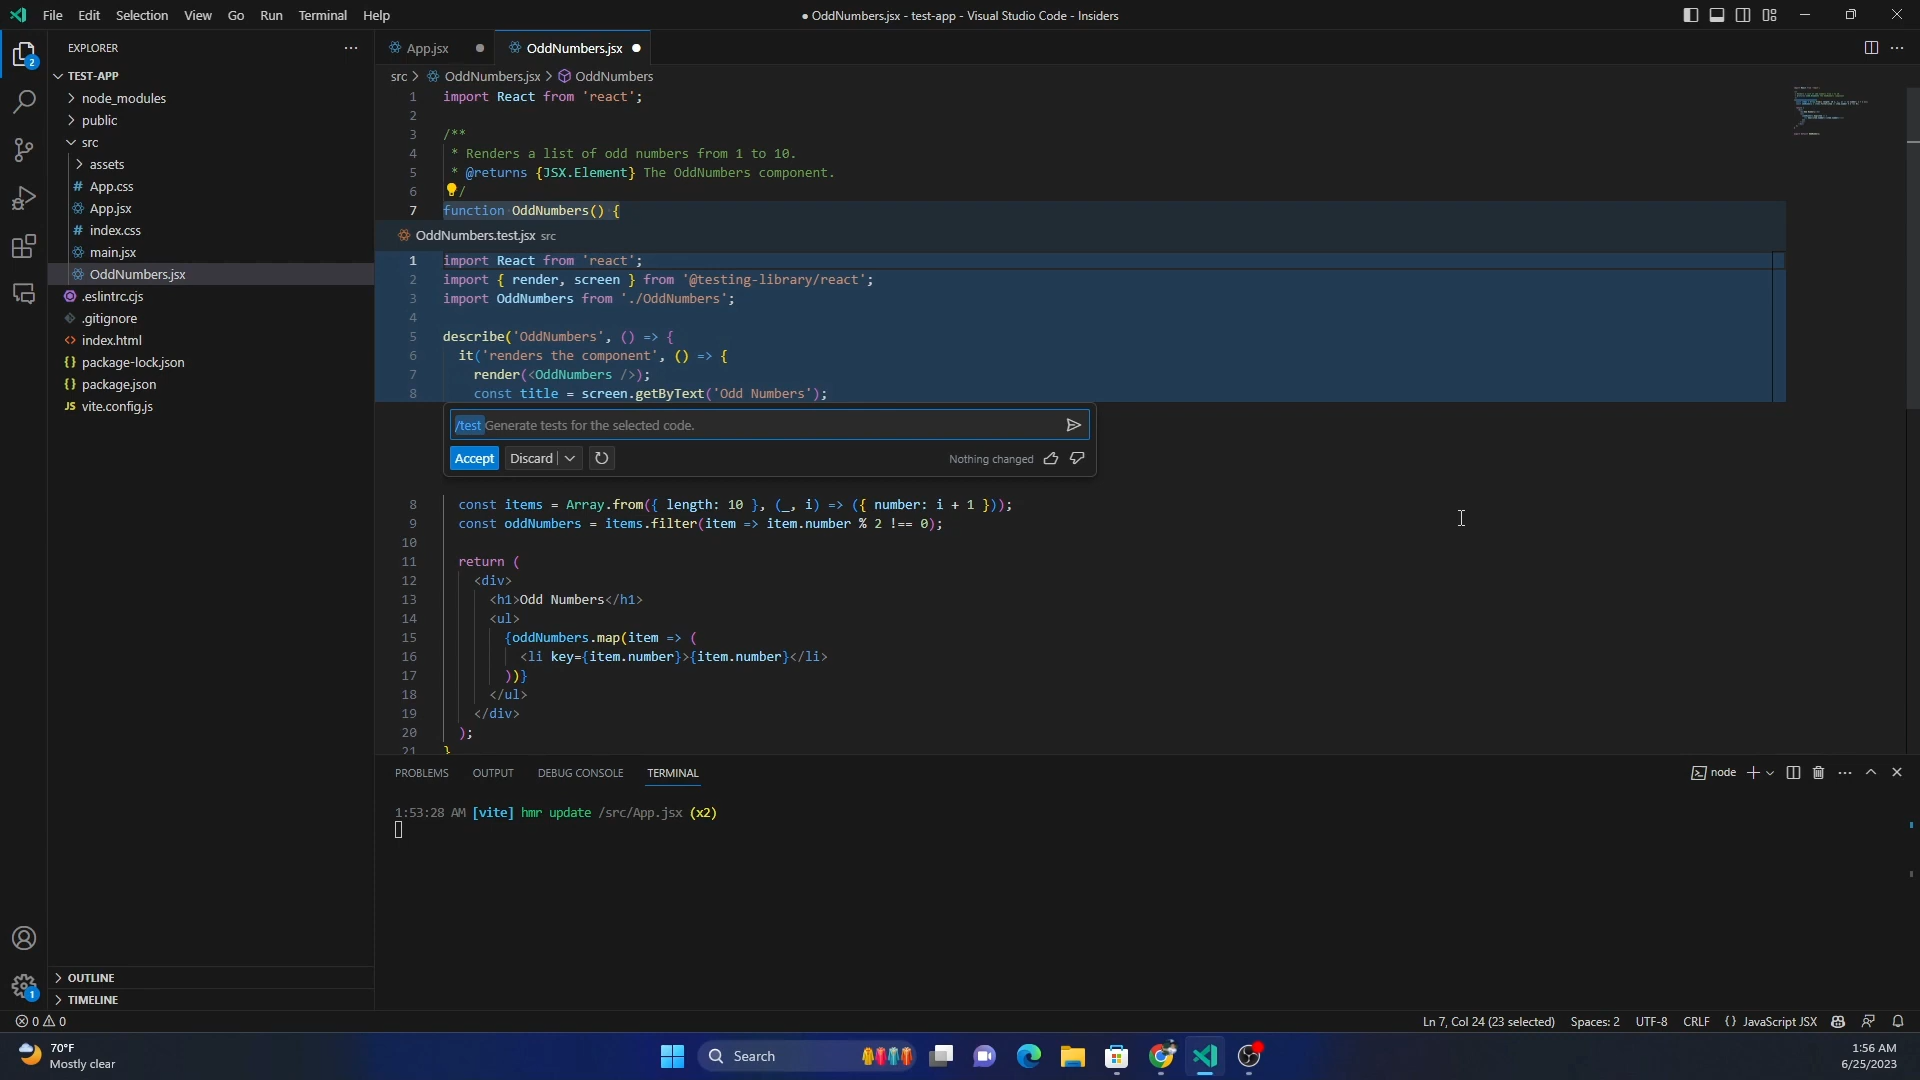 File Edit Selection View Go Run Terminal Help
● OddNumbers.jsx - test-app - Visual Studio Code - Insiders
EXPLORER
TEST-APP
node_modules
public
src
assets
# App.css
App.jsx
# index.css
main.jsx
OddNumbers.jsx
.eslintrc.cjs
.gitignore
<> index.html
{} package-lock.json
{} package.json
JS vite.config.js
OUTLINE
TIMELINE
2
1
App.jsx ● OddNumbers.jsx ●
src > OddNumbers.jsx > OddNumbers
1 import React from 'react';
2
3 /**
4 * Renders a list of odd numbers from 1 to 10.
5 * @returns {JSX.Element} The OddNumbers component.
6 /
7 function OddNumbers() {
OddNumbers.test.jsx src
1 import React from 'react';
2 import { render, screen } from '@testing-library/react';
3 import OddNumbers from './OddNumbers';
4
5 describe('OddNumbers', () => {
6 it('renders the component', () => {
7 render(<OddNumbers />);
8 const title = screen.getByText('Odd Numbers');
/test Generate tests for the selected code.
Accept Discard Nothing changed
8 const items = Array.from({ length: 10 }, (_, i) => ({ number: i + 1 }));
9 const oddNumbers = items.filter(item => item.number % 2 !== 0);
10
11 return (
12 <div>
13 <h1>Odd Numbers</h1>
14 <ul>
15 {oddNumbers.map(item => (
16 <li key={item.number}>{item.number}</li>
17 ))}
18 </ul>
19 </div>
20 );
21 }
PROBLEMS OUTPUT DEBUG CONSOLE TERMINAL
node
1:53:28 AM [vite] hmr update /src/App.jsx (x2)
0 0
Ln 7, Col 24 (23 selected) Spaces: 2 UTF-8 CRLF {} JavaScript JSX
70°F
Mostly clear
Search
1:56 AM
6/25/2023